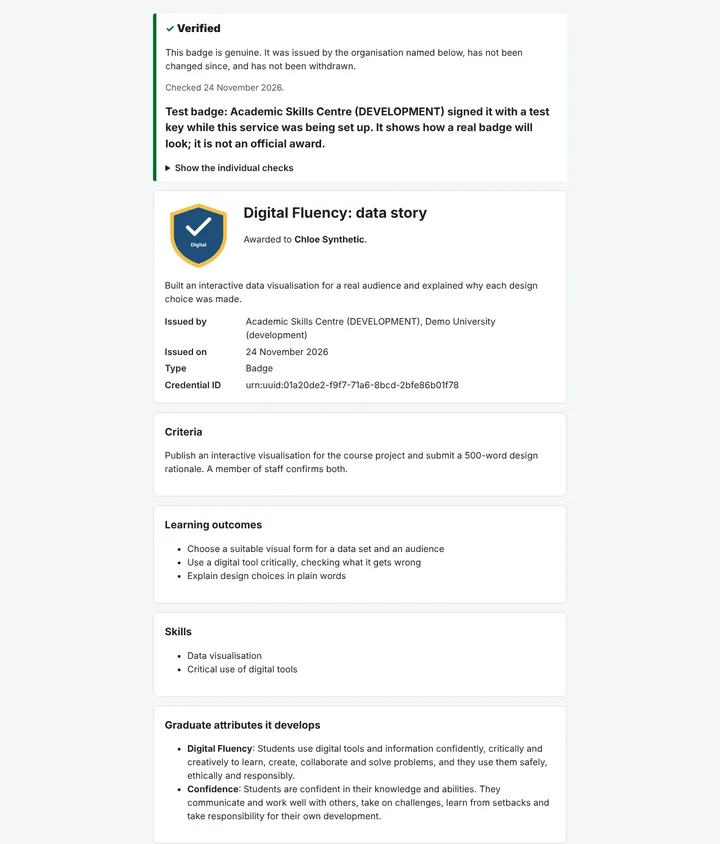 ✓ Verified
This badge is genuine. It was issued by the organisation named below, has not been
changed since, and has not been withdrawn.
Checked 24 November 2026.
Test badge: Academic Skills Centre (DEVELOPMENT) signed it with a test
key while this service was being set up. It shows how a real badge will
look; it is not an official award.
▶ Show the individual checks
Digital
Digital Fluency: data story
Awarded to Chloe Synthetic.
Built an interactive data visualisation for a real audience and explained why each design
choice was made.
Issued by Academic Skills Centre (DEVELOPMENT), Demo University
(development)
Issued on 24 November 2026
Type Badge
Credential ID urn:uuid:01a20de2-f9f7-71a6-8bcd-2bfe86b01f78
Criteria
Publish an interactive visualisation for the course project and submit a 500-word design
rationale. A member of staff confirms both.
Learning outcomes
• Choose a suitable visual form for a data set and an audience
• Use a digital tool critically, checking what it gets wrong
• Explain design choices in plain words
Skills
• Data visualisation
• Critical use of digital tools
Graduate attributes it develops
• Digital Fluency: Students use digital tools and information confidently, critically and
creatively to learn, create, collaborate and solve problems, and they use them safely,
ethically and responsibly.
• Confidence: Students are confident in their knowledge and abilities. They
communicate and work well with others, take on challenges, learn from setbacks and
take responsibility for their own development.